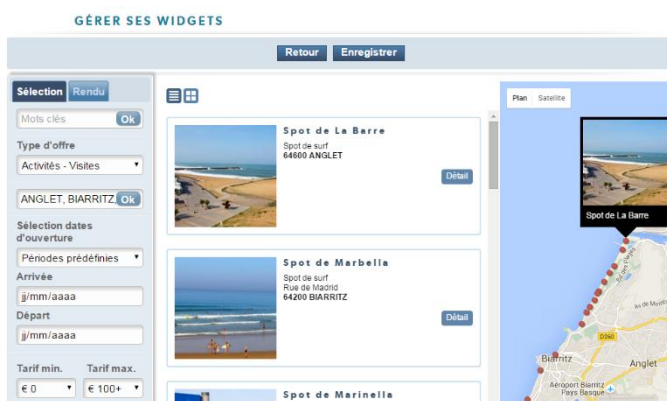 GÉRER SES WIDGETS
Retour Enregistrer
Sélection Rendu
Mots clés Ok
Type d'offre
Activités - Visites
ANGLET, BIARRITZ, Ok
Sélection dates
d'ouverture
Périodes prédéfinies
Arrivée
jj/mm/aaaa
Départ
jj/mm/aaaa
Tarif min. Tarif max.
€ 0 € 100+
Spot de La Barre
Spot de surf
64600 ANGLET
Détail
Spot de Marbella
Spot de surf
Rue de Madrid
64200 BIARRITZ
Détail
Spot de Marinella
Plan Satellite
Spot de La Barre
D260
Biarritz
Anglet
Aéroport Biarritz
Pays Basque